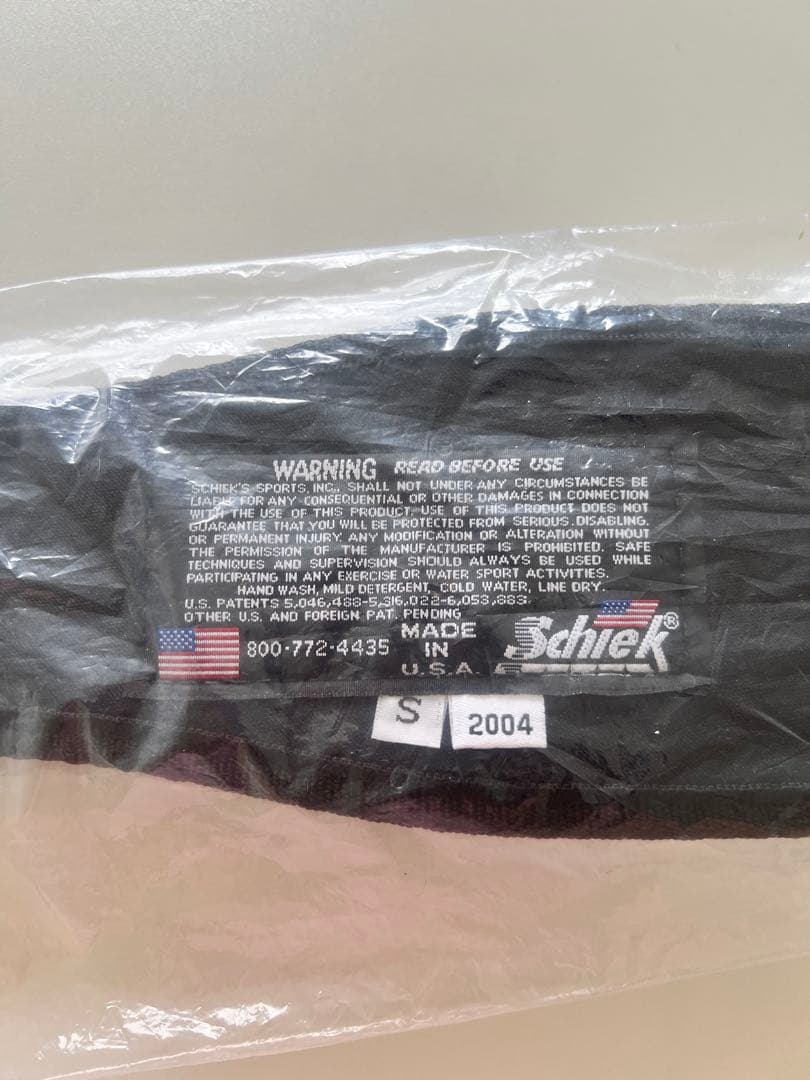 WARNING READ BEFORE USE
SCHIEK'S SPORTS, INC., SHALL NOT UNDER ANY CIRCUMSTANCES BE
LIABLE FOR ANY CONSEQUENTIAL OR OTHER DAMAGES IN CONNECTION
WITH THE USE OF THIS PRODUCT. USE OF THIS PRODUCT DOES NOT
GUARANTEE THAT YOU WILL BE PROTECTED FROM SERIOUS, DISABLING,
OR PERMANENT INJURY. ANY MODIFICATION OR ALTERATION WITHOUT
THE PERMISSION OF THE MANUFACTURER IS PROHIBITED. SAFE
TECHNIQUES AND SUPERVISION SHOULD ALWAYS BE USED WHILE
PARTICIPATING IN ANY EXERCISE OR WATER SPORT ACTIVITIES.
HAND WASH, MILD DETERGENT, COLD WATER, LINE DRY.
U.S. PATENTS 5,046,488-5,316,022-6,053,883
OTHER U.S. AND FOREIGN PAT. PENDING
800-772-4435
MADE
IN
U.S.A.
Schiek®
S
2004